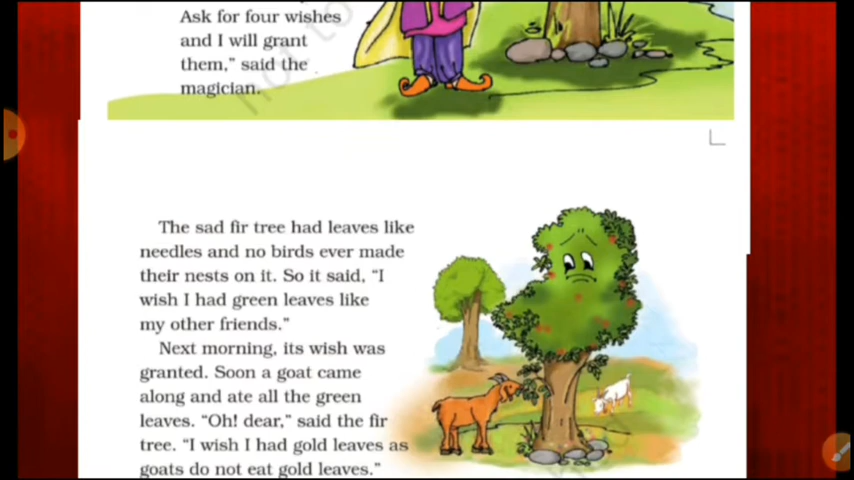 Ask for four wishes
and I will grant
them,” said the
magician.
not to
The sad fir tree had leaves like
needles and no birds ever made
their nests on it. So it said, “I
wish I had green leaves like
my other friends.”
Next morning, its wish was
granted. Soon a goat came
along and ate all the green
leaves. “Oh! dear,” said the fir
tree. “I wish I had gold leaves as
goats do not eat gold leaves.”